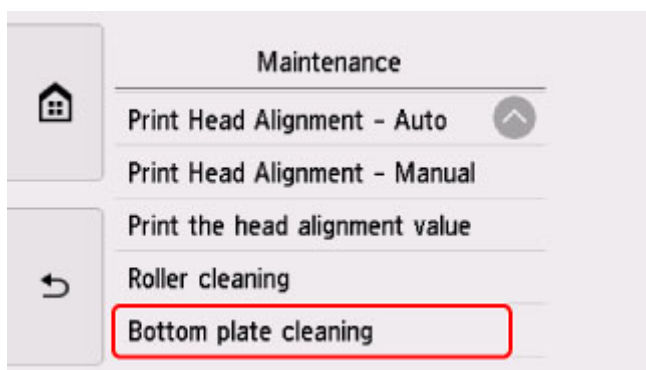 Maintenance
Print Head Alignment - Auto
Print Head Alignment - Manual
Print the head alignment value
Roller cleaning
Bottom plate cleaning